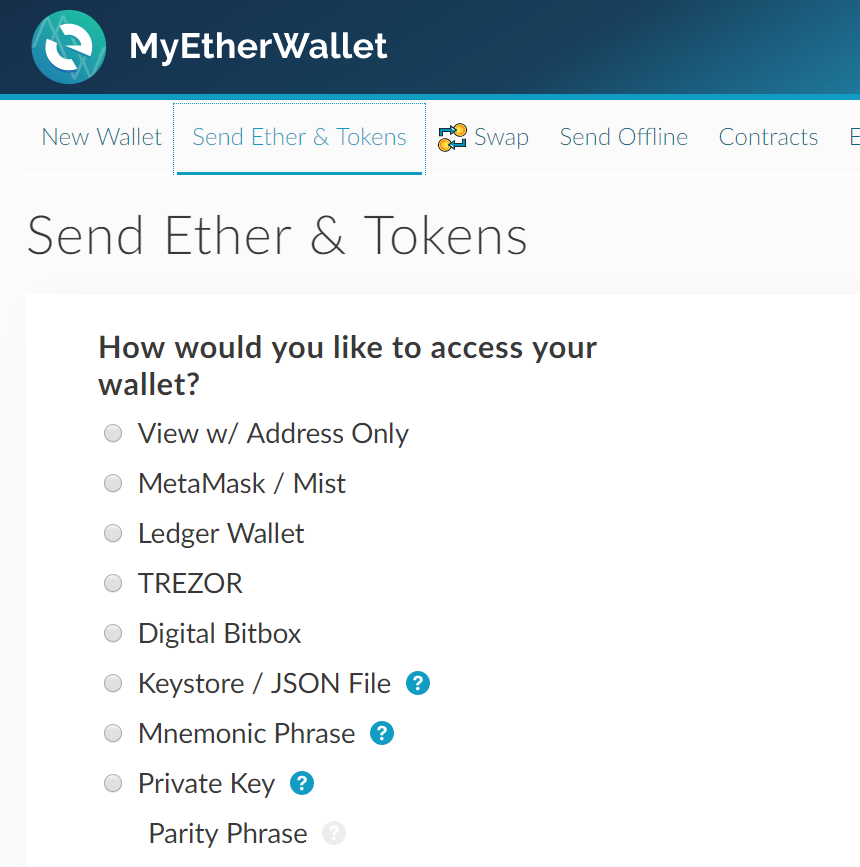 MyEtherWallet
New Wallet Send Ether & Tokens Swap Send Offline Contracts E
Send Ether & Tokens
How would you like to access your
wallet?
View w/ Address Only
MetaMask / Mist
Ledger Wallet
TREZOR
Digital Bitbox
Keystore / JSON File ?
Mnemonic Phrase ?
Private Key ?
Parity Phrase ?